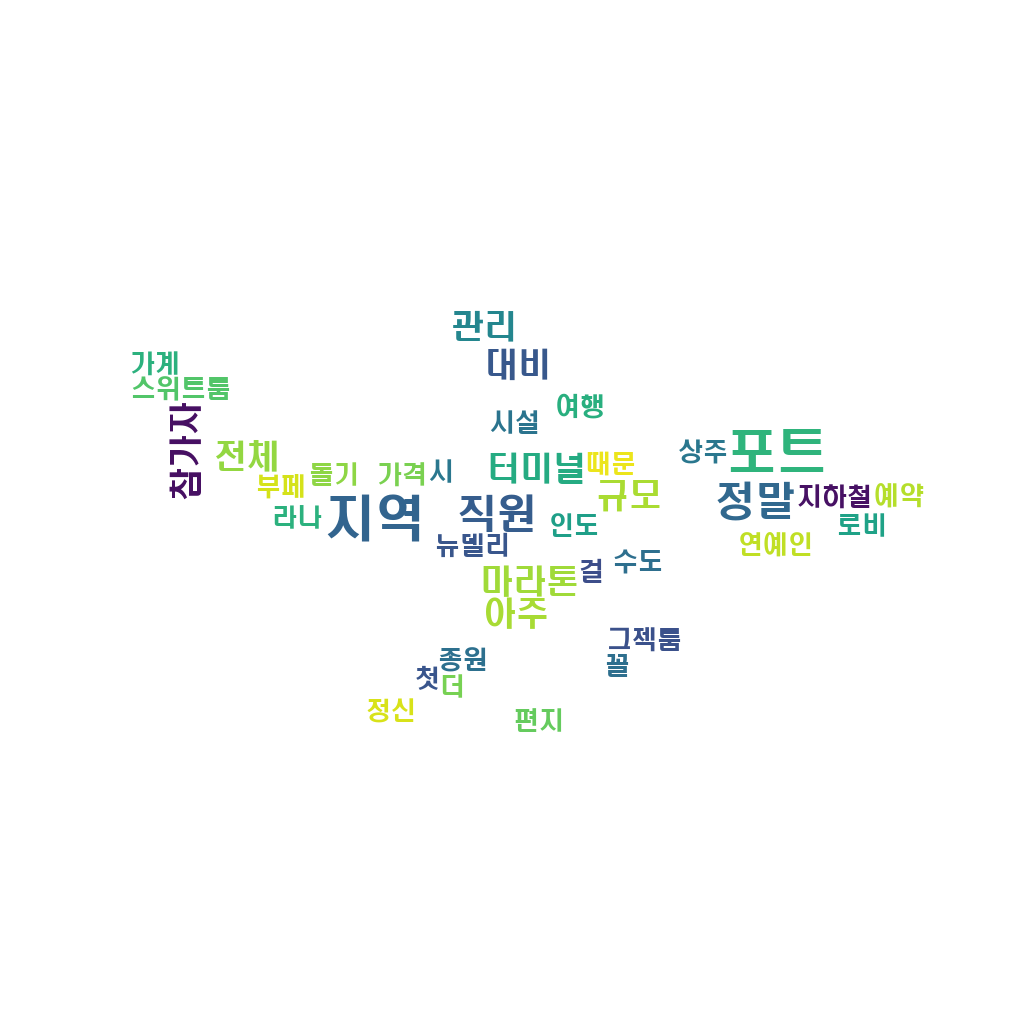 관리
대비
가계
스위트룸
여행
시설
참가자
전체
상주
포트
돌기
가격
시
터미널
때문
부페
정말
지하철
예약
규모
지역
직원
라나
인도
로비
뉴델리
연예인
걸
수도
마라톤
아주
그젝룸
꼴
종원
첫
더
정신
편지